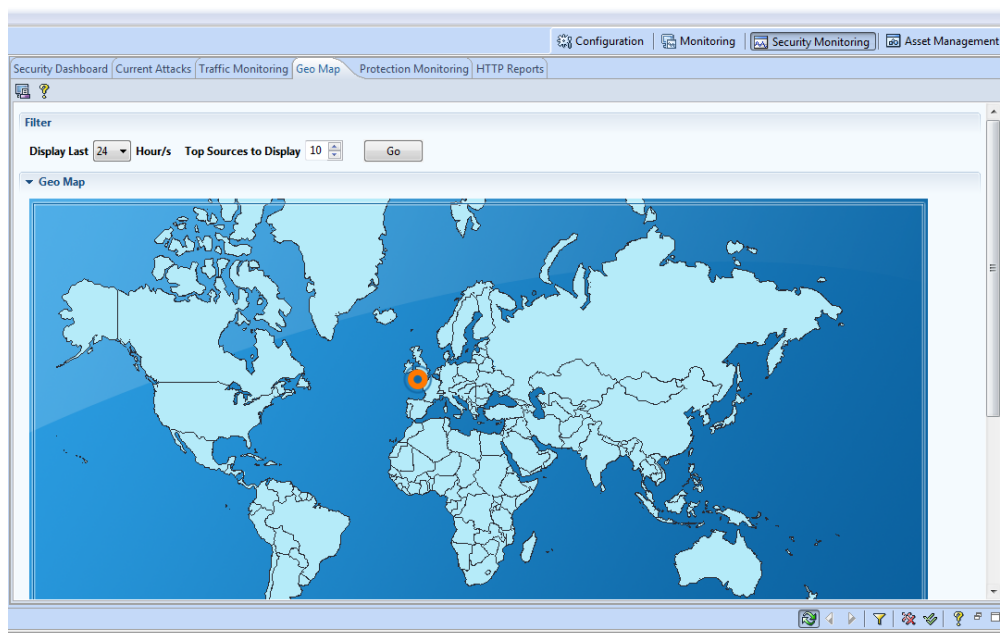 Configuration Monitoring Security Monitoring Asset Management
Security Dashboard Current Attacks Traffic Monitoring Geo Map Protection Monitoring HTTP Reports
Filter
Display Last 24 Hour/s Top Sources to Display 10 Go
Geo Map